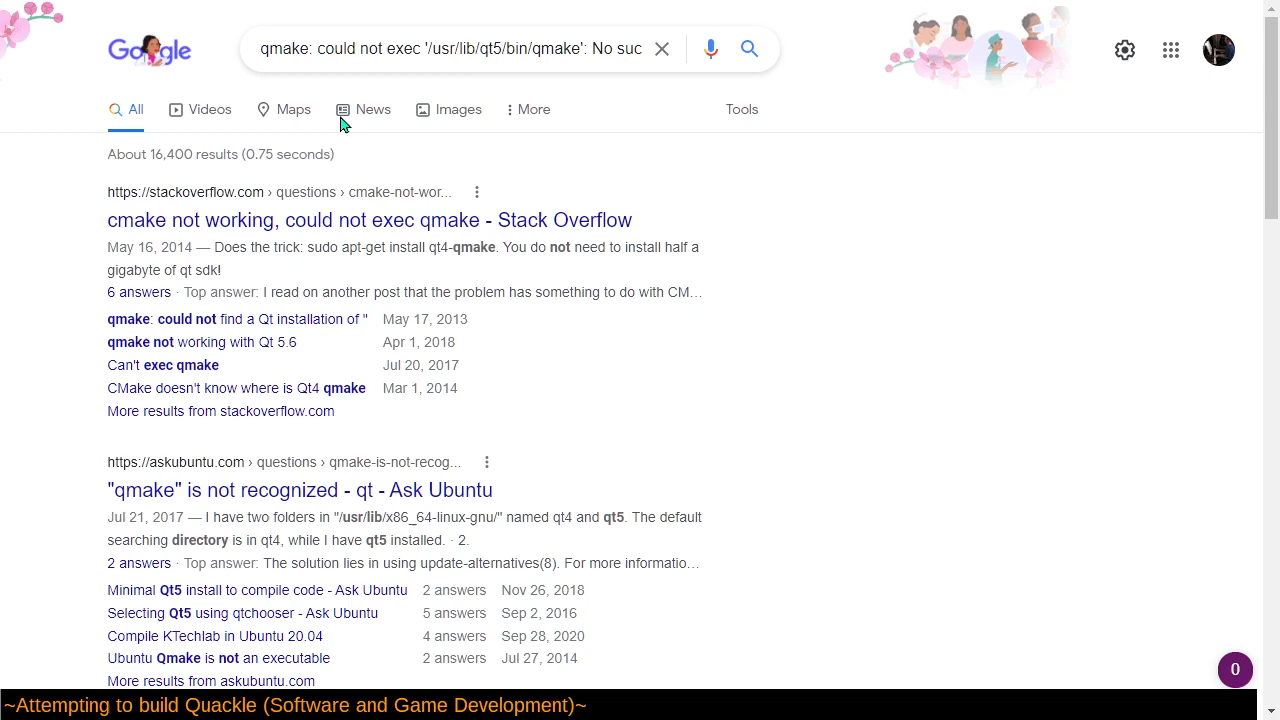 Google
qmake: could not exec '/usr/lib/qt5/bin/qmake': No suc
All
Videos
Maps
News
Images
More
Tools
About 16,400 results (0.75 seconds)
https://stackoverflow.com › questions › cmake-not-wor...
cmake not working, could not exec qmake - Stack Overflow
May 16, 2014 — Does the trick: sudo apt-get install qt4-qmake. You do not need to install half a
gigabyte of qt sdk!
6 answers · Top answer: I read on another post that the problem has something to do with CM...
qmake: could not find a Qt installation of '' May 17, 2013
qmake not working with Qt 5.6 Apr 1, 2018
Can't exec qmake Jul 20, 2017
CMake doesn't know where is Qt4 qmake Mar 1, 2014
More results from stackoverflow.com
https://askubuntu.com › questions › qmake-is-not-recog...
"qmake" is not recognized - qt - Ask Ubuntu
Jul 21, 2017 — I have two folders in "/usr/lib/x86_64-linux-gnu/" named qt4 and qt5. The default
searching directory is in qt4, while I have qt5 installed. · 2.
2 answers · Top answer: The solution lies in using update-alternatives(8). For more informatio...
Minimal Qt5 install to compile code - Ask Ubuntu 2 answers Nov 26, 2018
Selecting Qt5 using qtchooser - Ask Ubuntu 5 answers Sep 2, 2016
Compile KTechlab in Ubuntu 20.04 4 answers Sep 28, 2020
Ubuntu Qmake is not an executable 2 answers Jul 27, 2014
More results from askubuntu.com
0
~Attempting to build Quackle (Software and Game Development)~